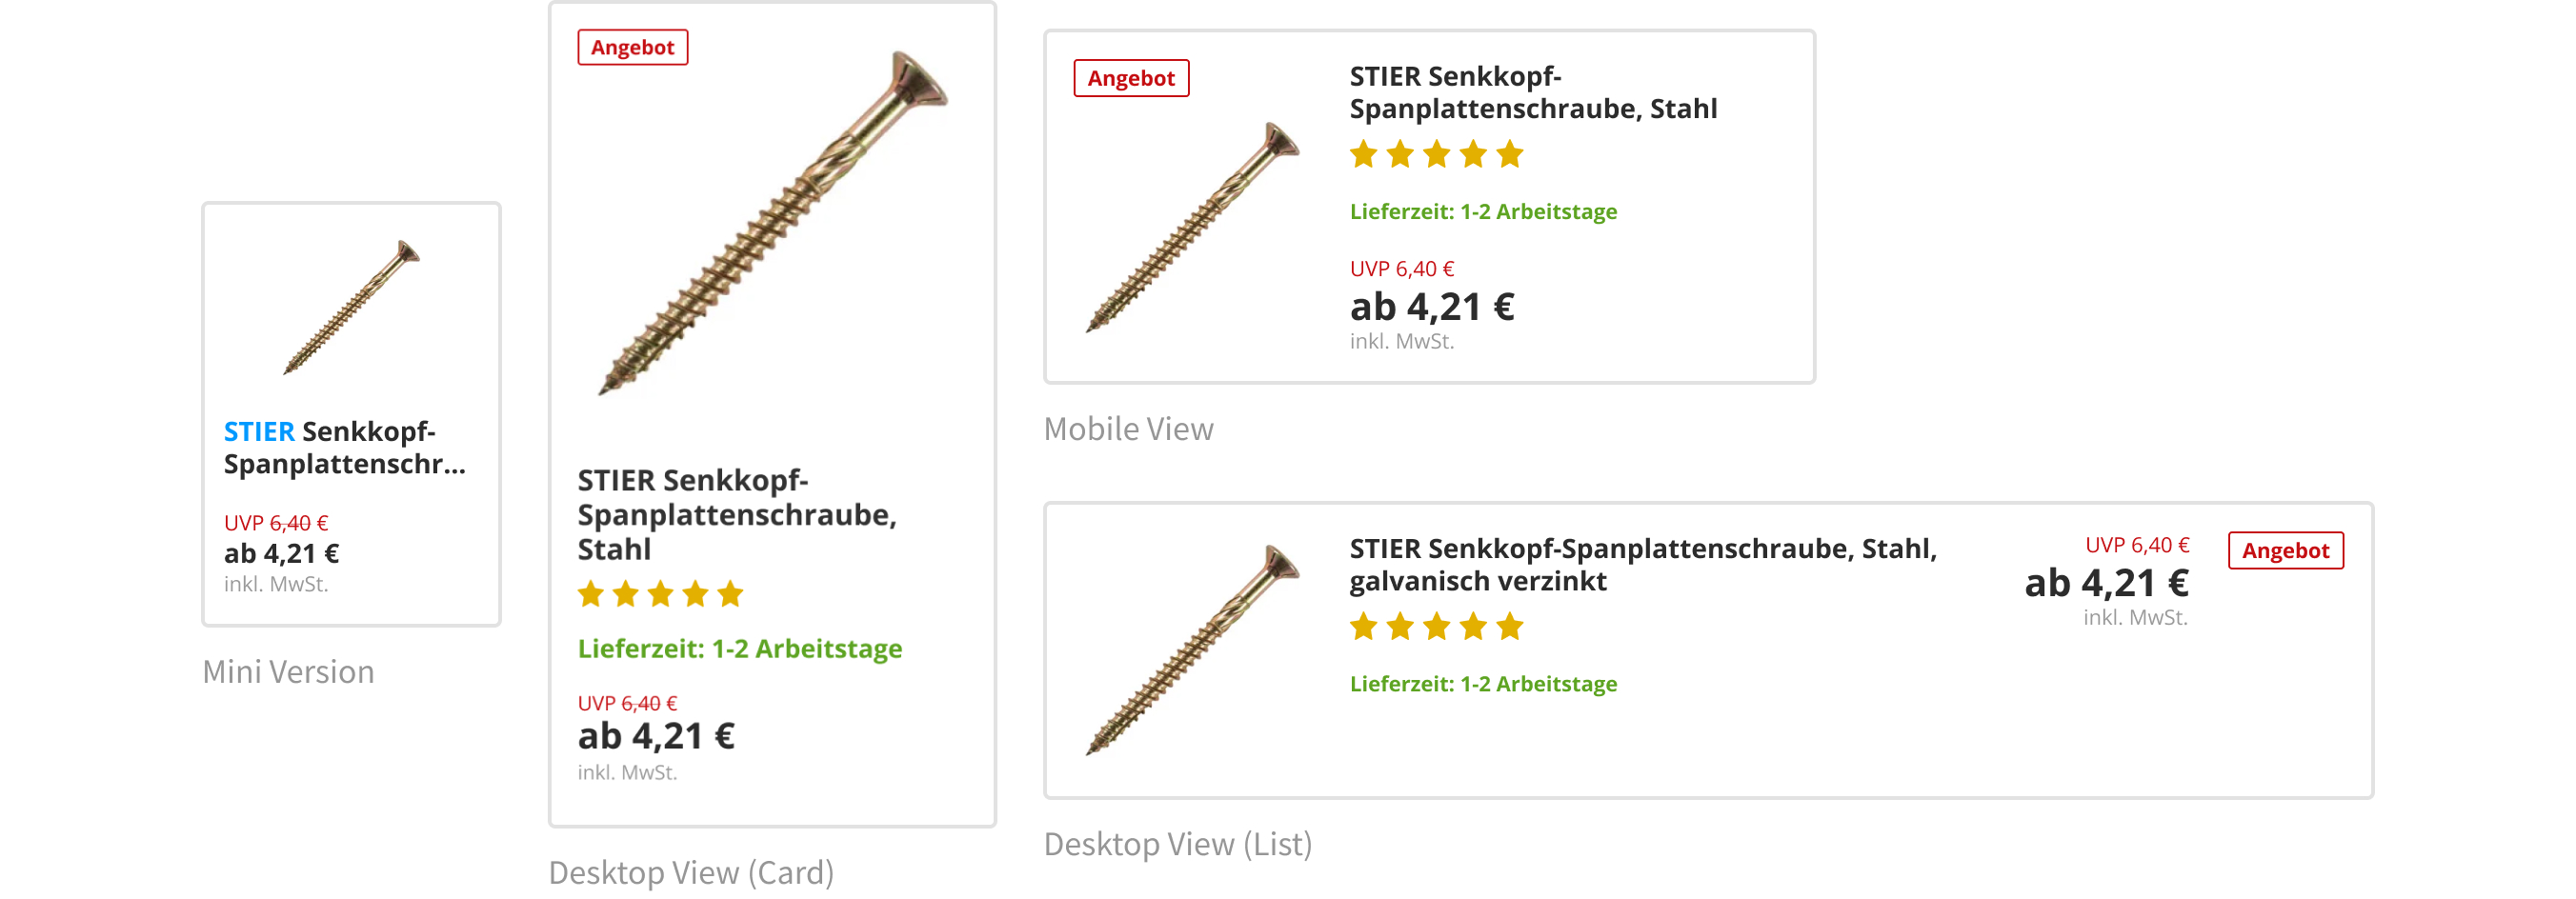 STIER Senkkopf-
Spanplattenschr...
UVP 6,40 €
ab 4,21 €
inkl. MwSt.
Mini Version
Angebot
STIER Senkkopf-
Spanplattenschraube,
Stahl
Lieferzeit: 1-2 Arbeitstage
UVP 6,40 €
ab 4,21 €
inkl. MwSt.
Desktop View (Card)
Angebot
STIER Senkkopf-
Spanplattenschraube, Stahl
Lieferzeit: 1-2 Arbeitstage
UVP 6,40 €
ab 4,21 €
inkl. MwSt.
Mobile View
STIER Senkkopf-Spanplattenschraube, Stahl,
galvanisch verzinkt
Lieferzeit: 1-2 Arbeitstage
UVP 6,40 €
ab 4,21 €
inkl. MwSt.
Angebot
Desktop View (List)